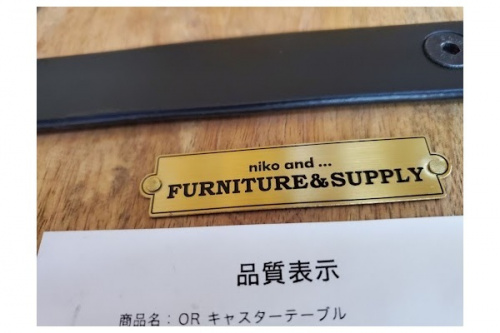 niko and ...
FURNITURE&SUPPLY
品質表示
商品名：OR キャスターテーブル